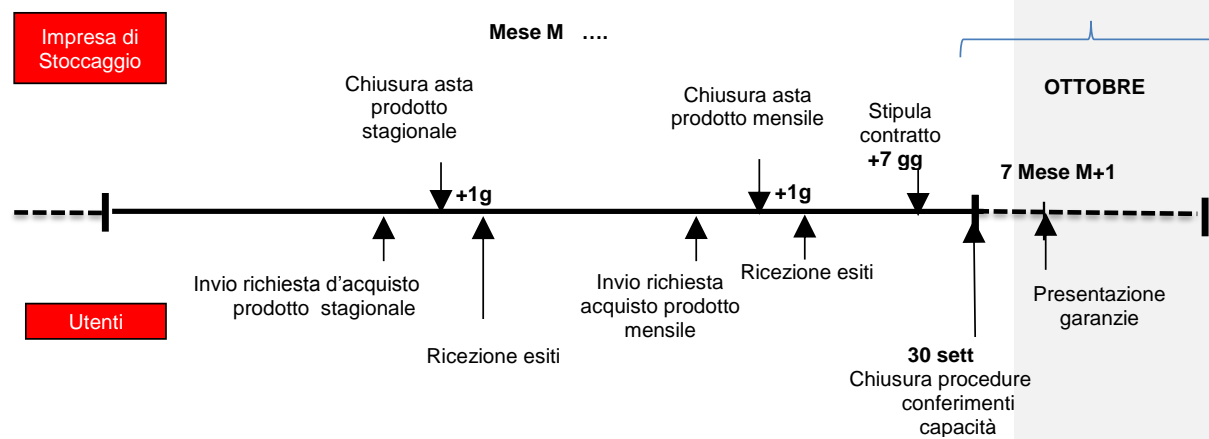 Impresa di
Stoccaggio
Mese M ....
OTTOBRE
Chiusura asta
prodotto
stagionale
Chiusura asta
prodotto mensile
Stipula
contratto
+7 gg
7 Mese M+1
+1g
+1g
Invio richiesta d'acquisto
prodotto stagionale
Ricezione esiti
Invio richiesta
acquisto prodotto
mensile
Ricezione esiti
Presentazione
garanzie
Utenti
30 sett
Chiusura procedure
conferimenti
capacità